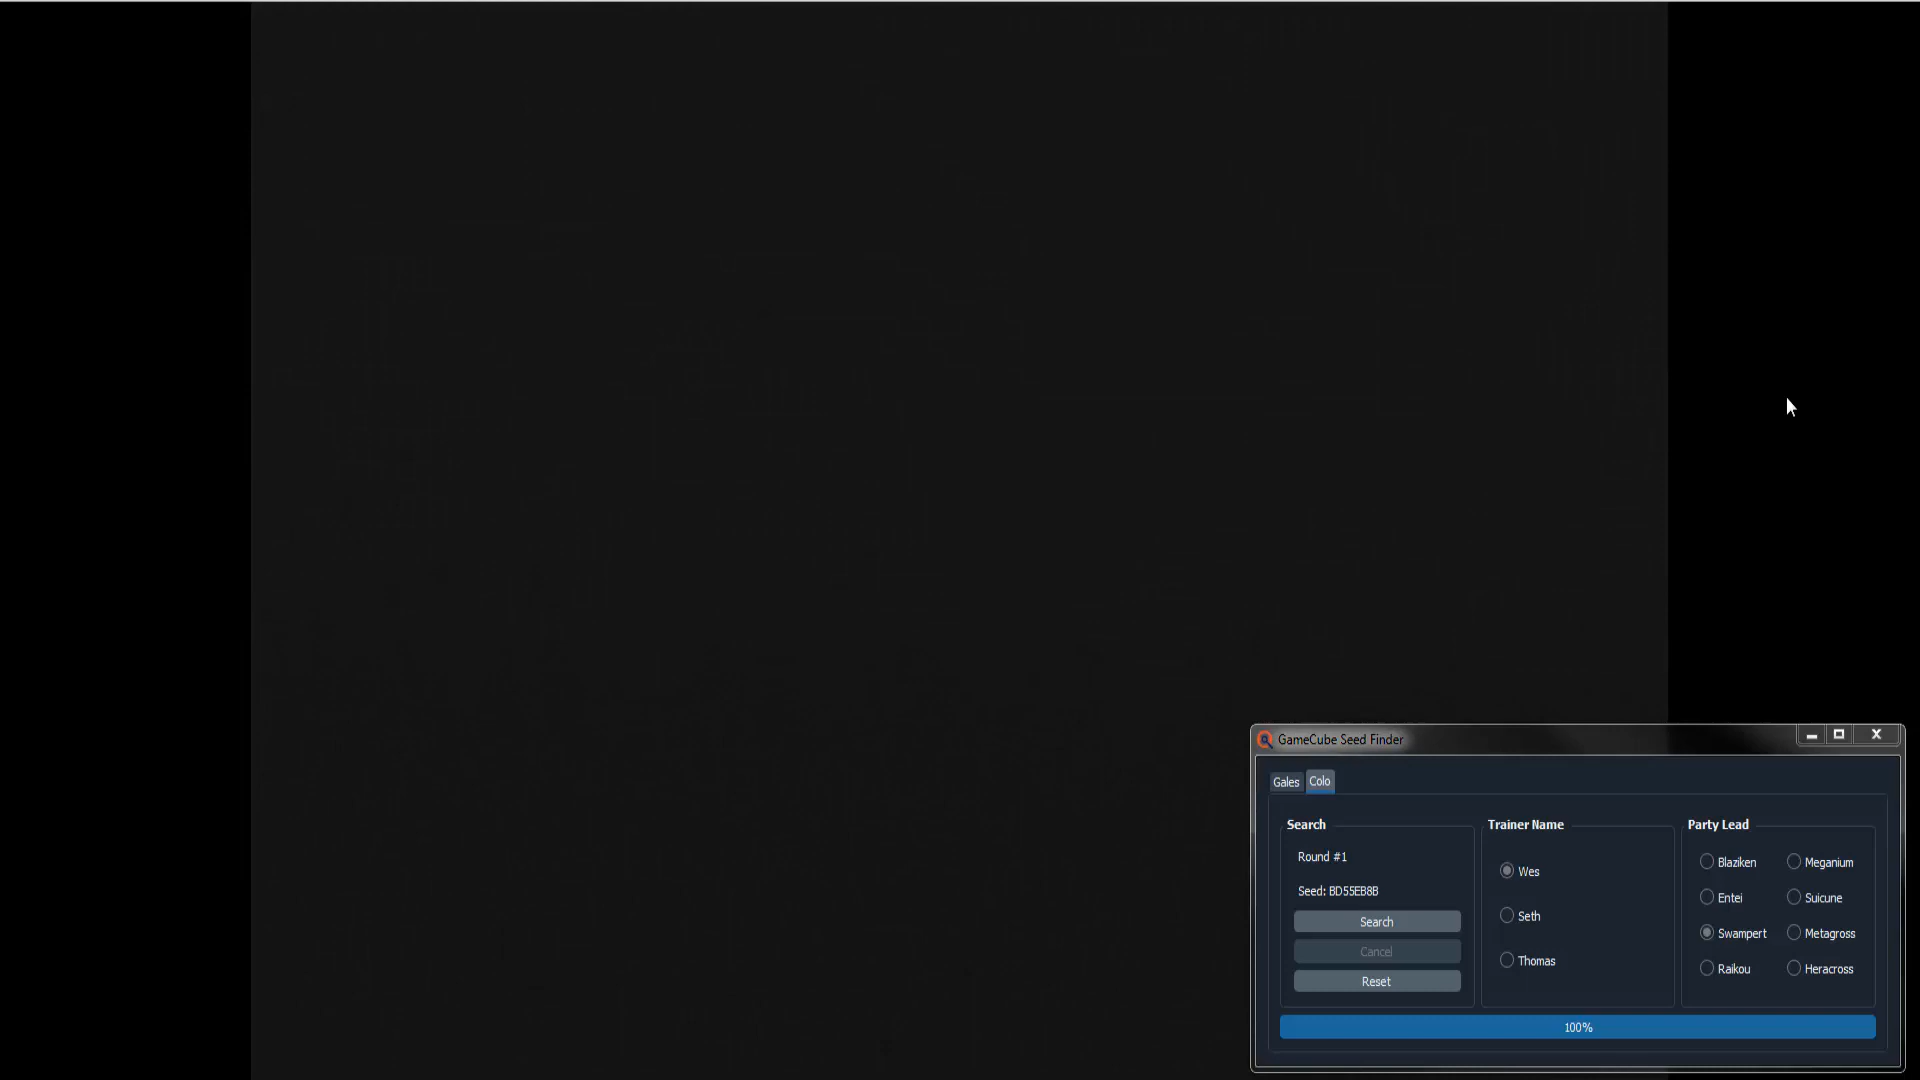 GameCube Seed Finder
Gales
Colo
Search
Round #1
Seed: BD55EB8B
Search
Cancel
Reset
Trainer Name
Wes
Seth
Thomas
Party Lead
Blaziken
Meganium
Entei
Suicune
Swampert
Metagross
Raikou
Heracross
100%